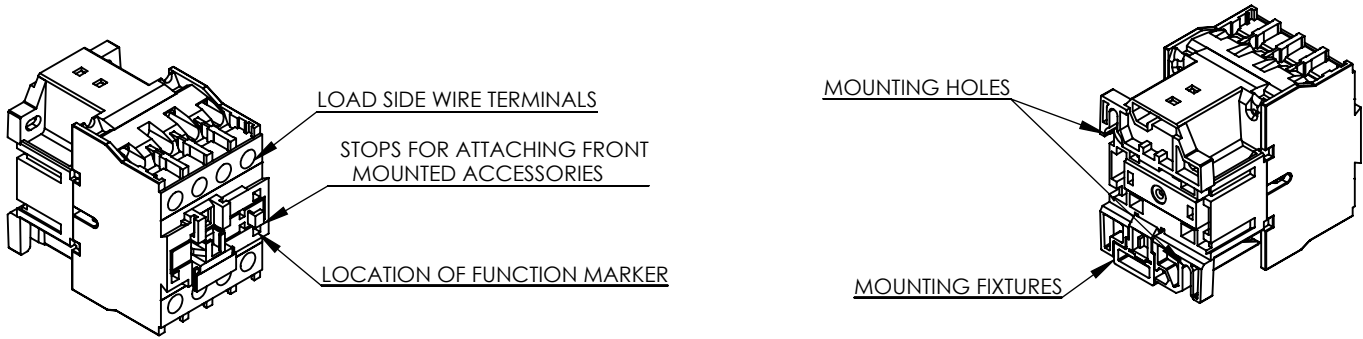 LOAD SIDE WIRE TERMINALS
STOPS FOR ATTACHING FRONT
MOUNTED ACCESSORIES
LOCATION OF FUNCTION MARKER
MOUNTING HOLES
MOUNTING FIXTURES